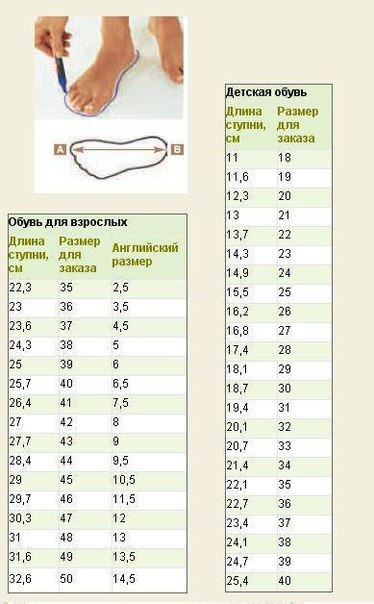 A
B
Обувь для взрослых
Длина ступни, см Размер для заказа Английский размер
22,3 35 2,5
23 36 3,5
23,6 37 4,5
24,3 38 5
25 39 6
25,7 40 6,5
26,4 41 7,5
27 42 8
27,7 43 9
28,4 44 9,5
29 45 10,5
29,7 46 11,5
30,3 47 12
31 48 13
31,6 49 13,5
32,6 50 14,5
Детская обувь
Длина ступни, см Размер для заказа
11 18
11,6 19
12,3 20
13 21
13,7 22
14,3 23
14,9 24
15,5 25
16,2 26
16,8 27
17,4 28
18,1 29
18,7 30
19,4 31
20,1 32
20,7 33
21,4 34
22,1 35
22,7 36
23,4 37
24,1 38
24,7 39
25,4 40